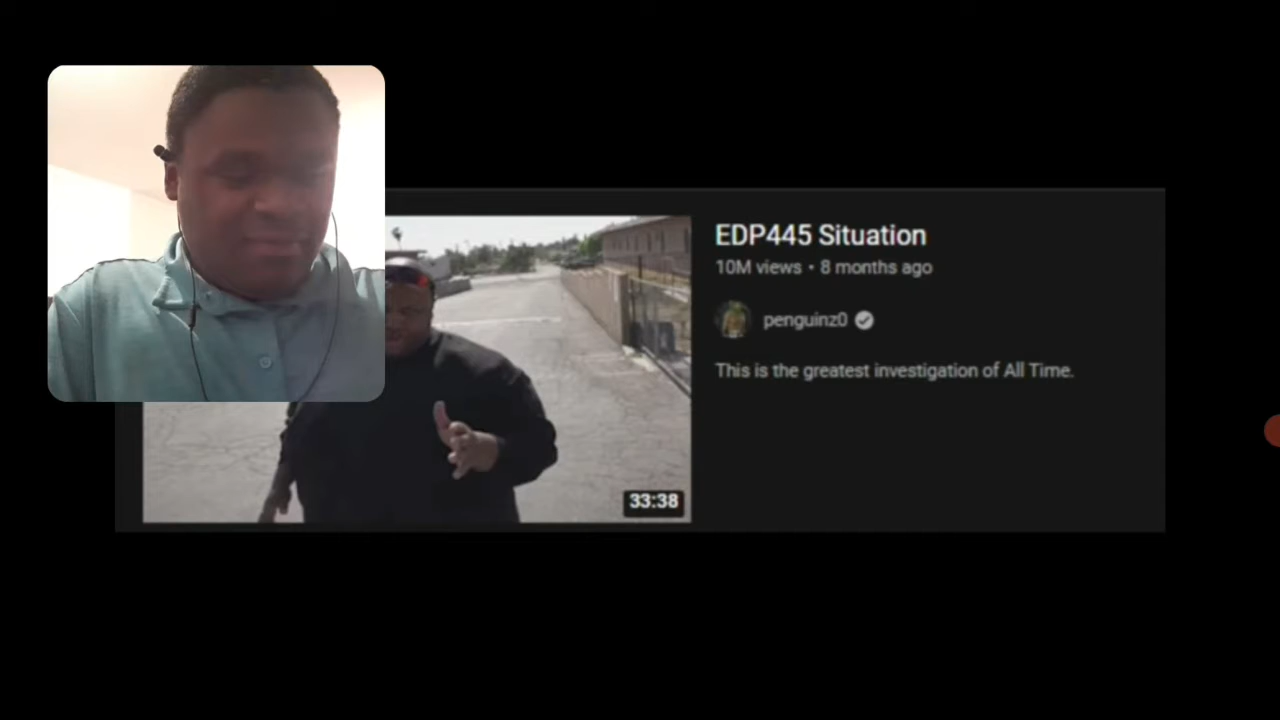 EDP445 Situation
10M views • 8 months ago
penguinz0
This is the greatest investigation of All Time.
33:38